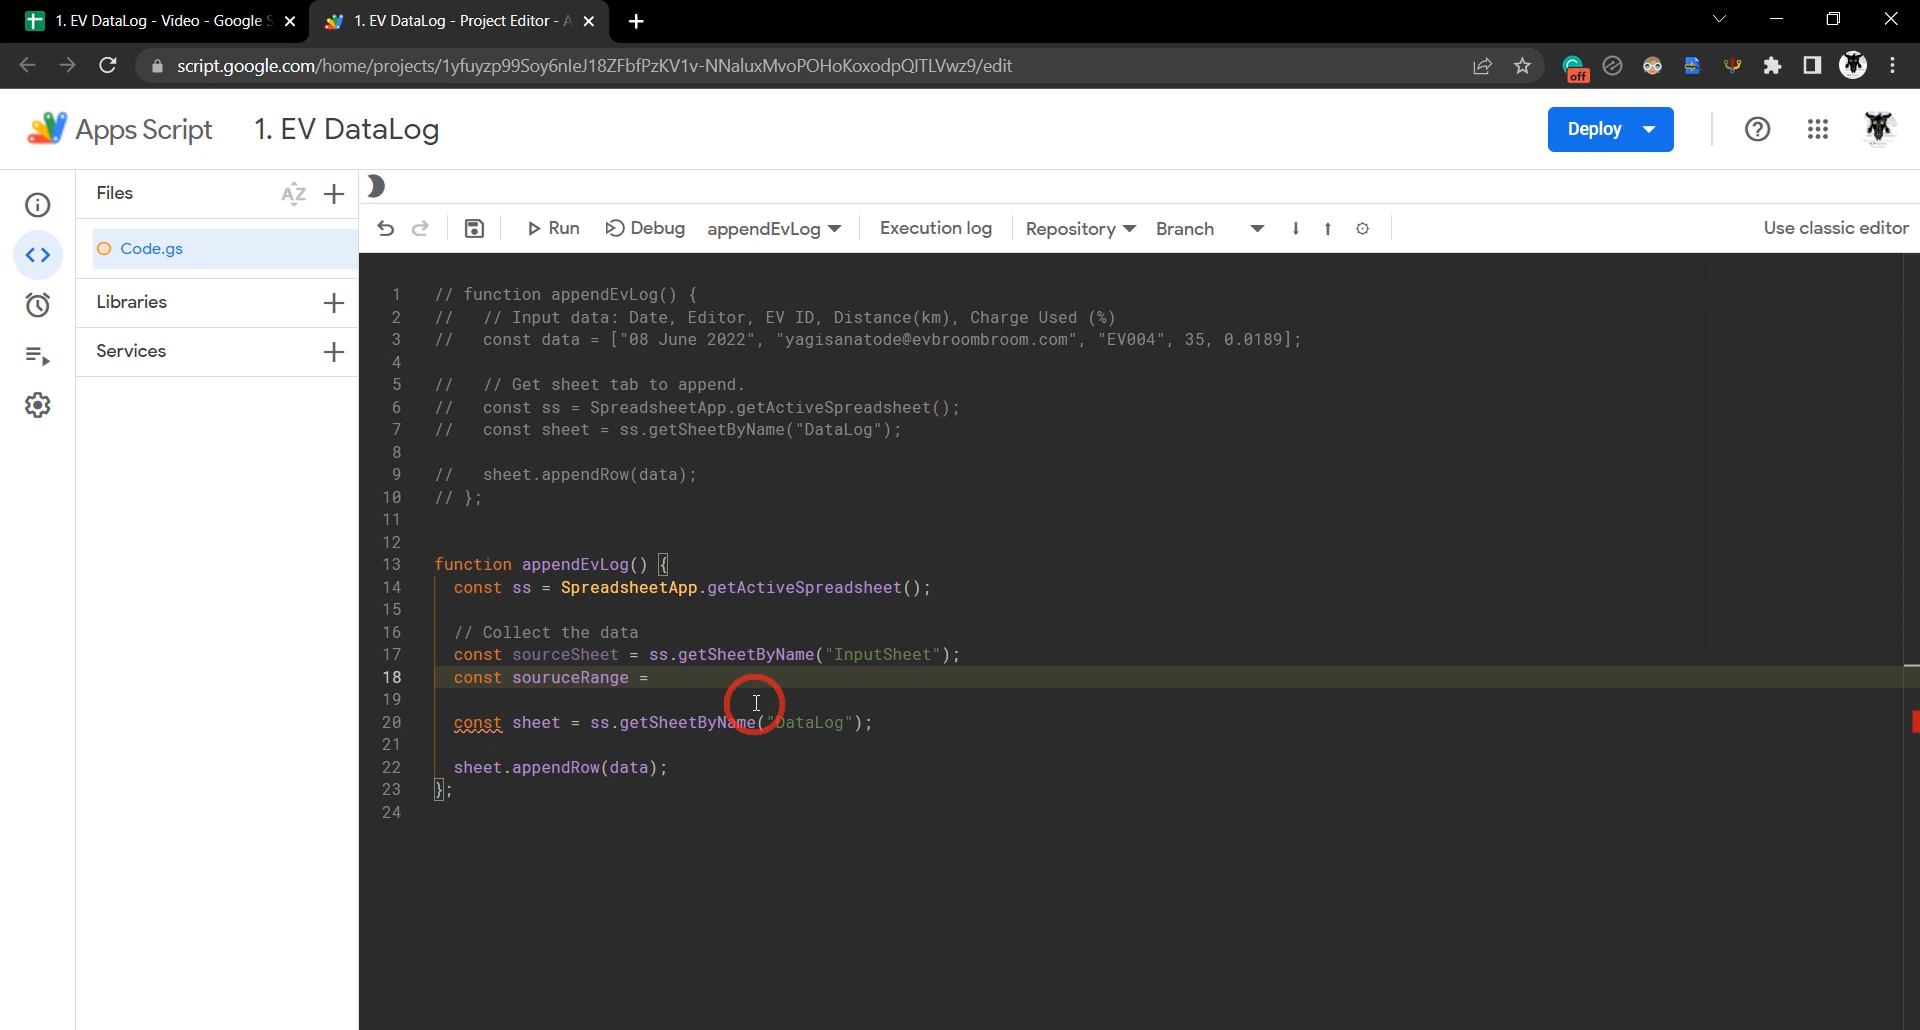 1. EV DataLog - Video - Google S
1. EV DataLog - Project Editor - A
script.google.com/home/projects/1yfuyzp99Soy6nleJ18ZFbfPzKV1v-NNaluxMvoPOHoKoxodpQITLVwz9/edit
off
Apps Script
1. EV DataLog
Deploy
Files
AZ
Code.gs
Libraries
Services
Run
Debug
appendEvLog
Execution log
Repository
Branch
Use classic editor
1 // function appendEvLog() {
2 //   // Input data: Date, Editor, EV ID, Distance(km), Charge Used (%)
3 //   const data = ["08 June 2022", "yagisanatode@evbroombroom.com", "EV004", 35, 0.0189];
4
5 //   // Get sheet tab to append.
6 //   const ss = SpreadsheetApp.getActiveSpreadsheet();
7 //   const sheet = ss.getSheetByName("DataLog");
8
9 //   sheet.appendRow(data);
10 // };
11
12
13 function appendEvLog() {
14   const ss = SpreadsheetApp.getActiveSpreadsheet();
15
16   // Collect the data
17   const sourceSheet = ss.getSheetByName("InputSheet");
18   const souruceRange =
19
20   const sheet = ss.getSheetByName("DataLog");
21
22   sheet.appendRow(data);
23 };
24